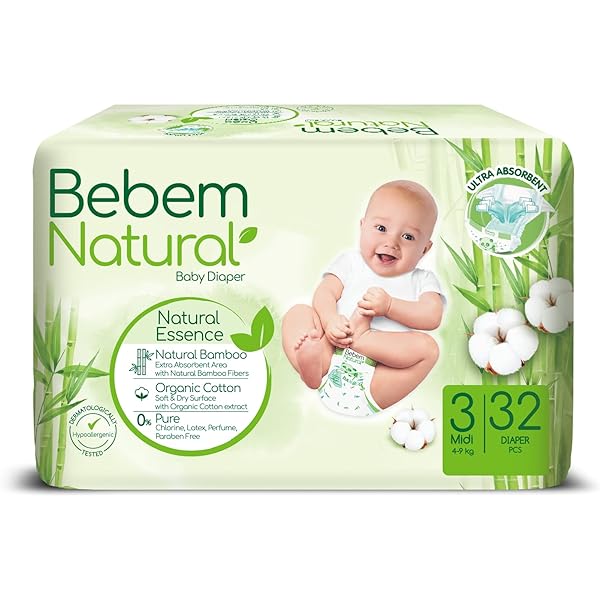 Bebem
Natural
Bebem
Natural
Baby Diaper
ULTRA ABSORBENT
Natural
Essence
Natural Bamboo
Extra Absorbent Area
with Natural Bamboo Fibers
Organic Cotton
Soft & Dry Surface
with Organic Cotton extract
0% Pure
Chlorine, Latex, Perfume,
Paraben Free
DERMATOLOGICALLY
Hypoallergenic
TESTED
Bebem
natural
3
Midi
4-9 kg
32
DIAPER
PCS